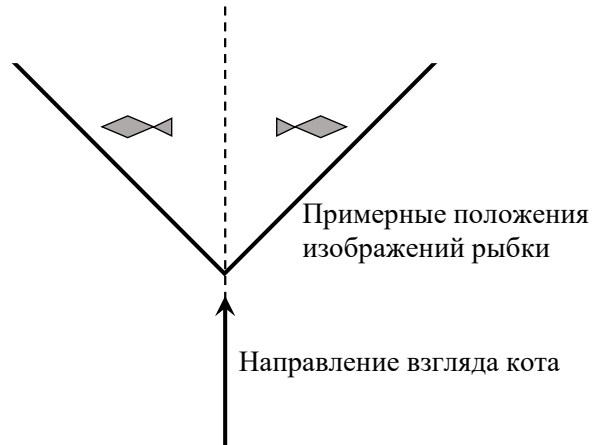 Примерные положения
изображений рыбки
Направление взгляда кота